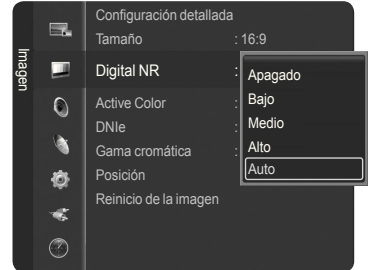 Imagen
Configuración detallada
Tamaño : 16:9
Digital NR :
Active Color :
DNIe :
Gama cromática :
Posición
Reinicio de la imagen
Apagado
Bajo
Medio
Alto
Auto